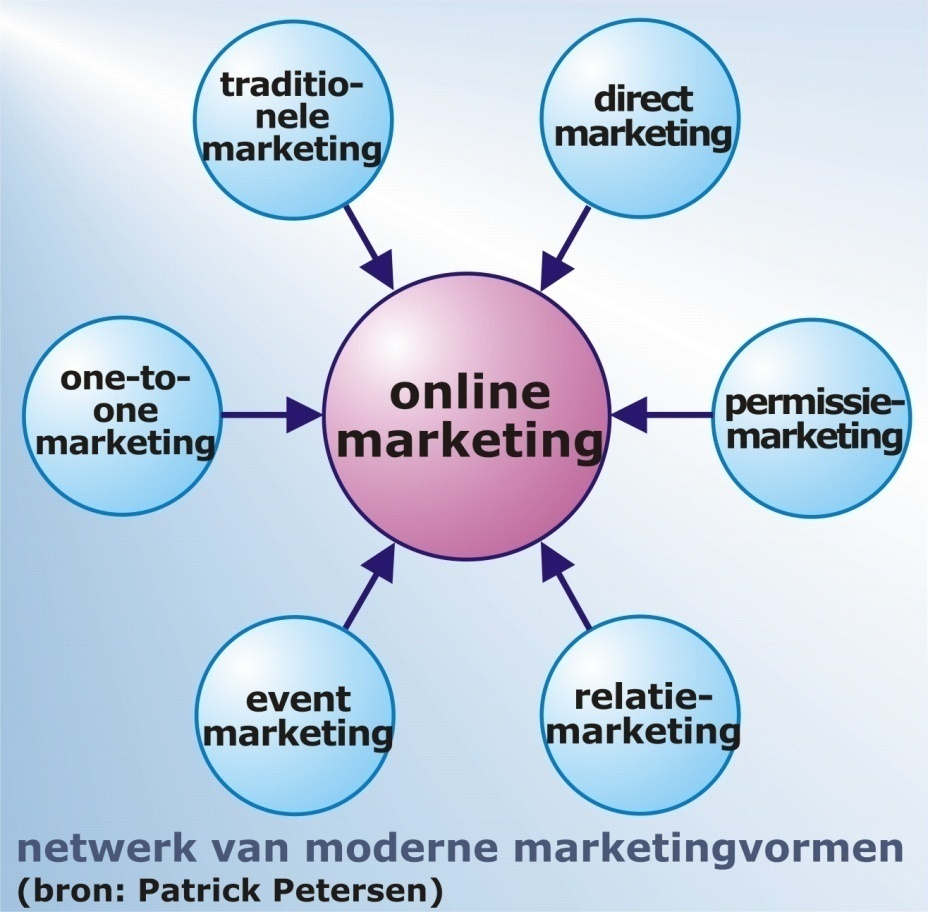 traditio-
nele
marketing
direct
marketing
one-to-
one
marketing
online
marketing
permissie-
marketing
event
marketing
relatie-
marketing
netwerk van moderne marketingvormen
(bron: Patrick Petersen)